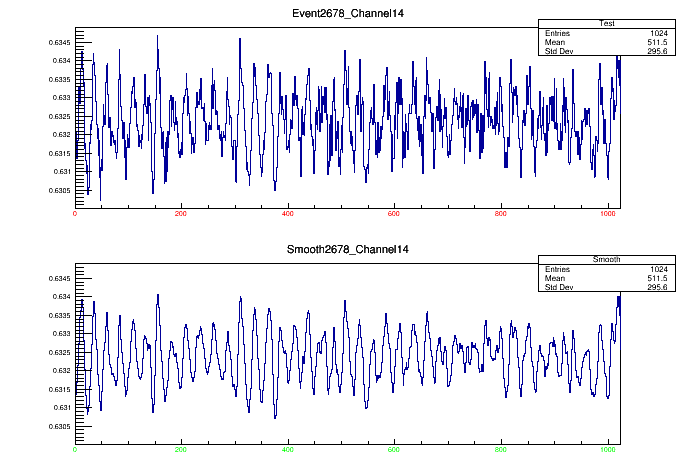 Event2678_Channel14
Test
Entries 1024
Mean 511.5
Std Dev 295.6
0.6345
0.634
0.6335
0.633
0.6325
0.632
0.6315
0.631
0.6305
0 200 400 600 800 1000
Smooth2678_Channel14
Smooth
Entries 1024
Mean 511.5
Std Dev 295.6
0.6345
0.634
0.6335
0.633
0.6325
0.632
0.6315
0.631
0.6305
0 200 400 600 800 1000